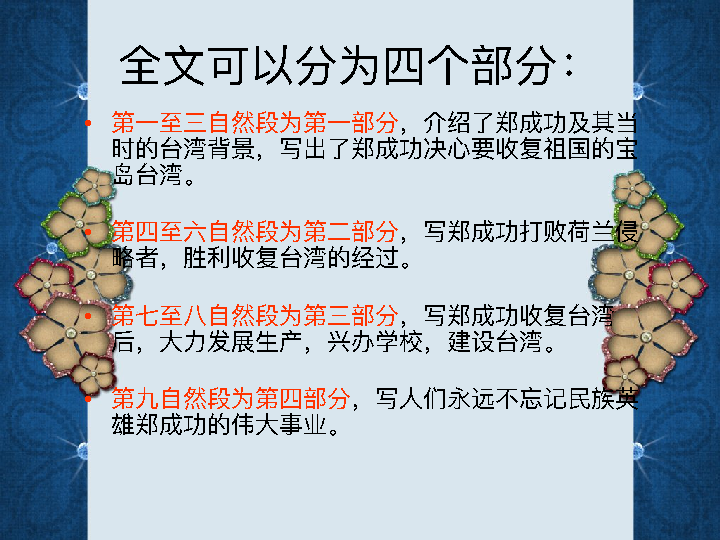 全文可以分为四个部分：
• 第一至三自然段为第一部分，介绍了郑成功及其当
时的台湾背景，写出了郑成功决心要收复祖国的宝
岛台湾。
• 第四至六自然段为第二部分，写郑成功打败荷兰侵
略者，胜利收复台湾的经过。
• 第七至八自然段为第三部分，写郑成功收复台湾
后，大力发展生产，兴办学校，建设台湾。
• 第九自然段为第四部分，写人们永远不忘记民族英
雄郑成功的伟大事业。